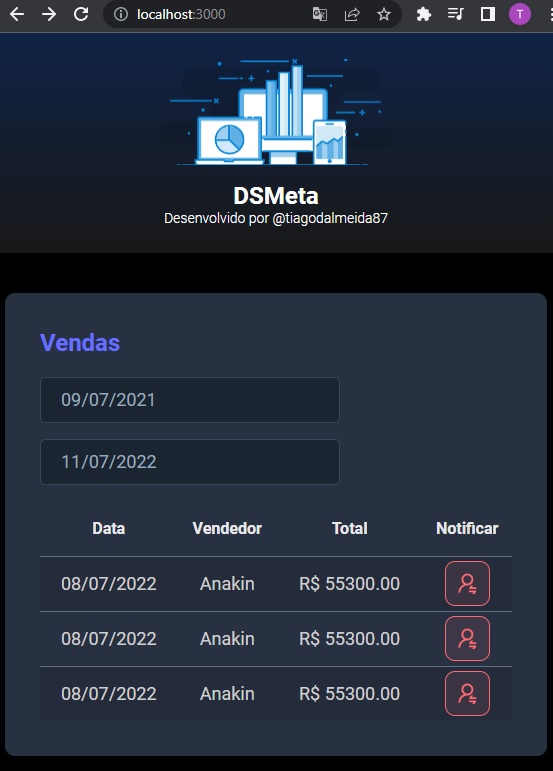 localhost:3000
T
DSMeta
Desenvolvido por @tiagodalmeida87
Vendas
09/07/2021
11/07/2022
Data Vendedor Total Notificar
08/07/2022 Anakin R$ 55300.00
08/07/2022 Anakin R$ 55300.00
08/07/2022 Anakin R$ 55300.00